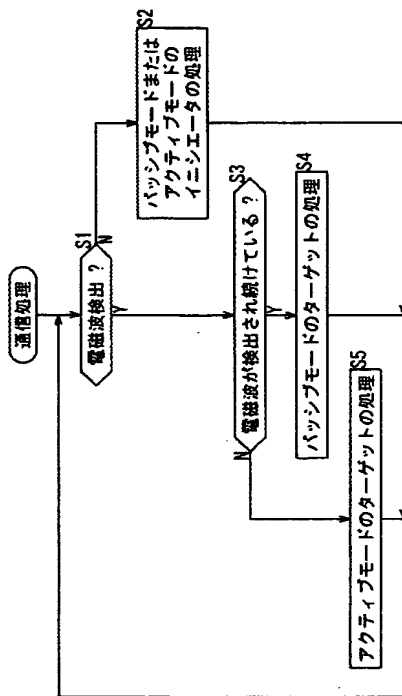 通信処理
S1
電磁波検出？
N
Y
S2
パッシブモードまたは
アクティブモードの
イニシエータの処理
S3
電磁波が検出され続けている？
N
Y
S4
パッシブモードのターゲットの処理
S5
アクティブモードのターゲットの処理